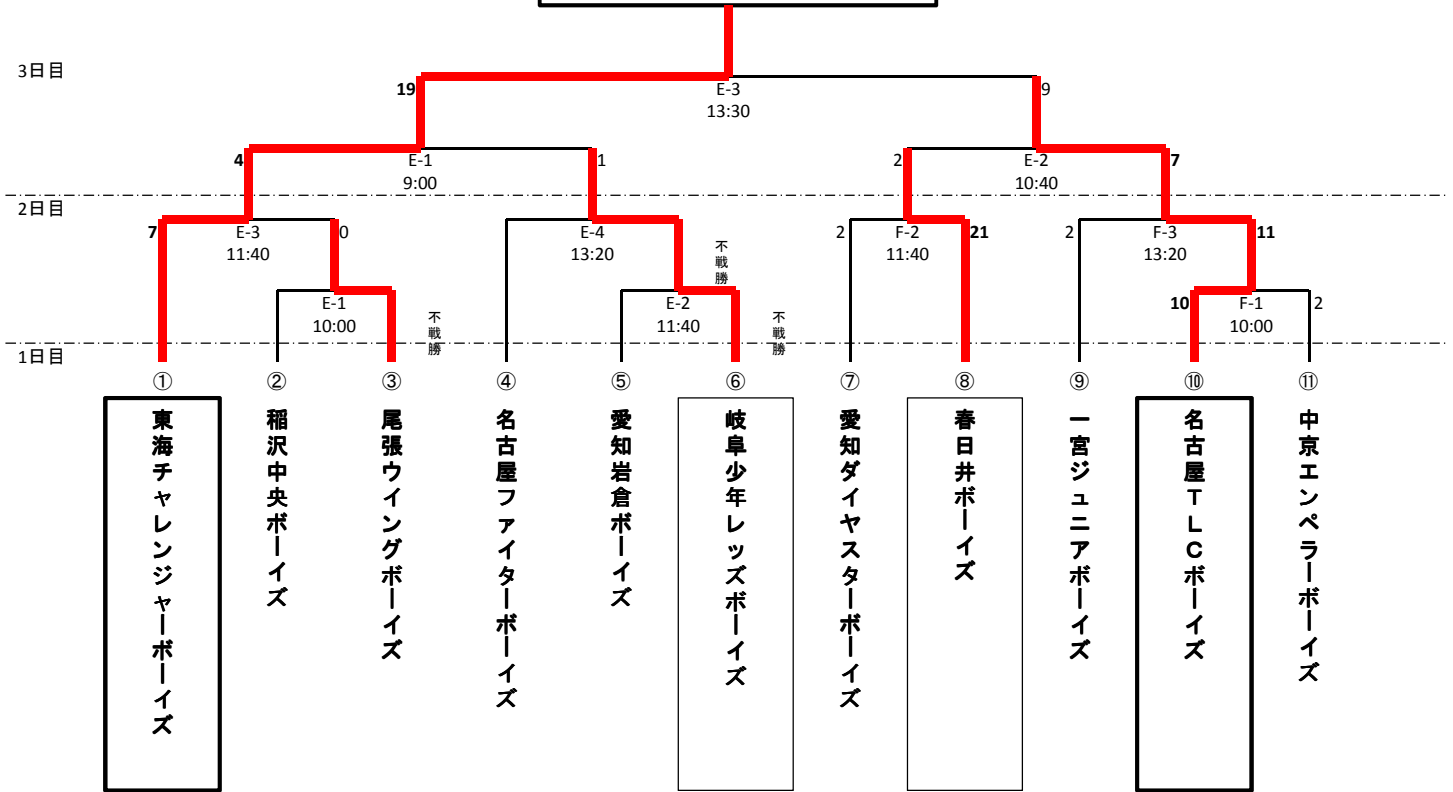 3日目
19
E-3
9
13:30
4
E-1
1
2
E-2
7
9:00
10:40
2日目
7
E-3
0
E-4
2
F-2
21
2
F-3
11
11:40
13:20
11:40
13:20
不戦勝
E-1
E-2
10
F-1
2
10:00
11:40
10:00
不戦勝
不戦勝
1日目
①
②
③
④
⑤
⑥
⑦
⑧
⑨
⑩
⑪
東海チャレンジャーボーイズ
稲沢中央ボーイズ
尾張ウイングボーイズ
名古屋ファイターボーイズ
愛知岩倉ボーイズ
岐阜少年レッズボーイズ
愛知ダイヤスターボーイズ
春日井ボーイズ
一宮ジュニアボーイズ
名古屋TLCボーイズ
中京エンペラーボーイズ